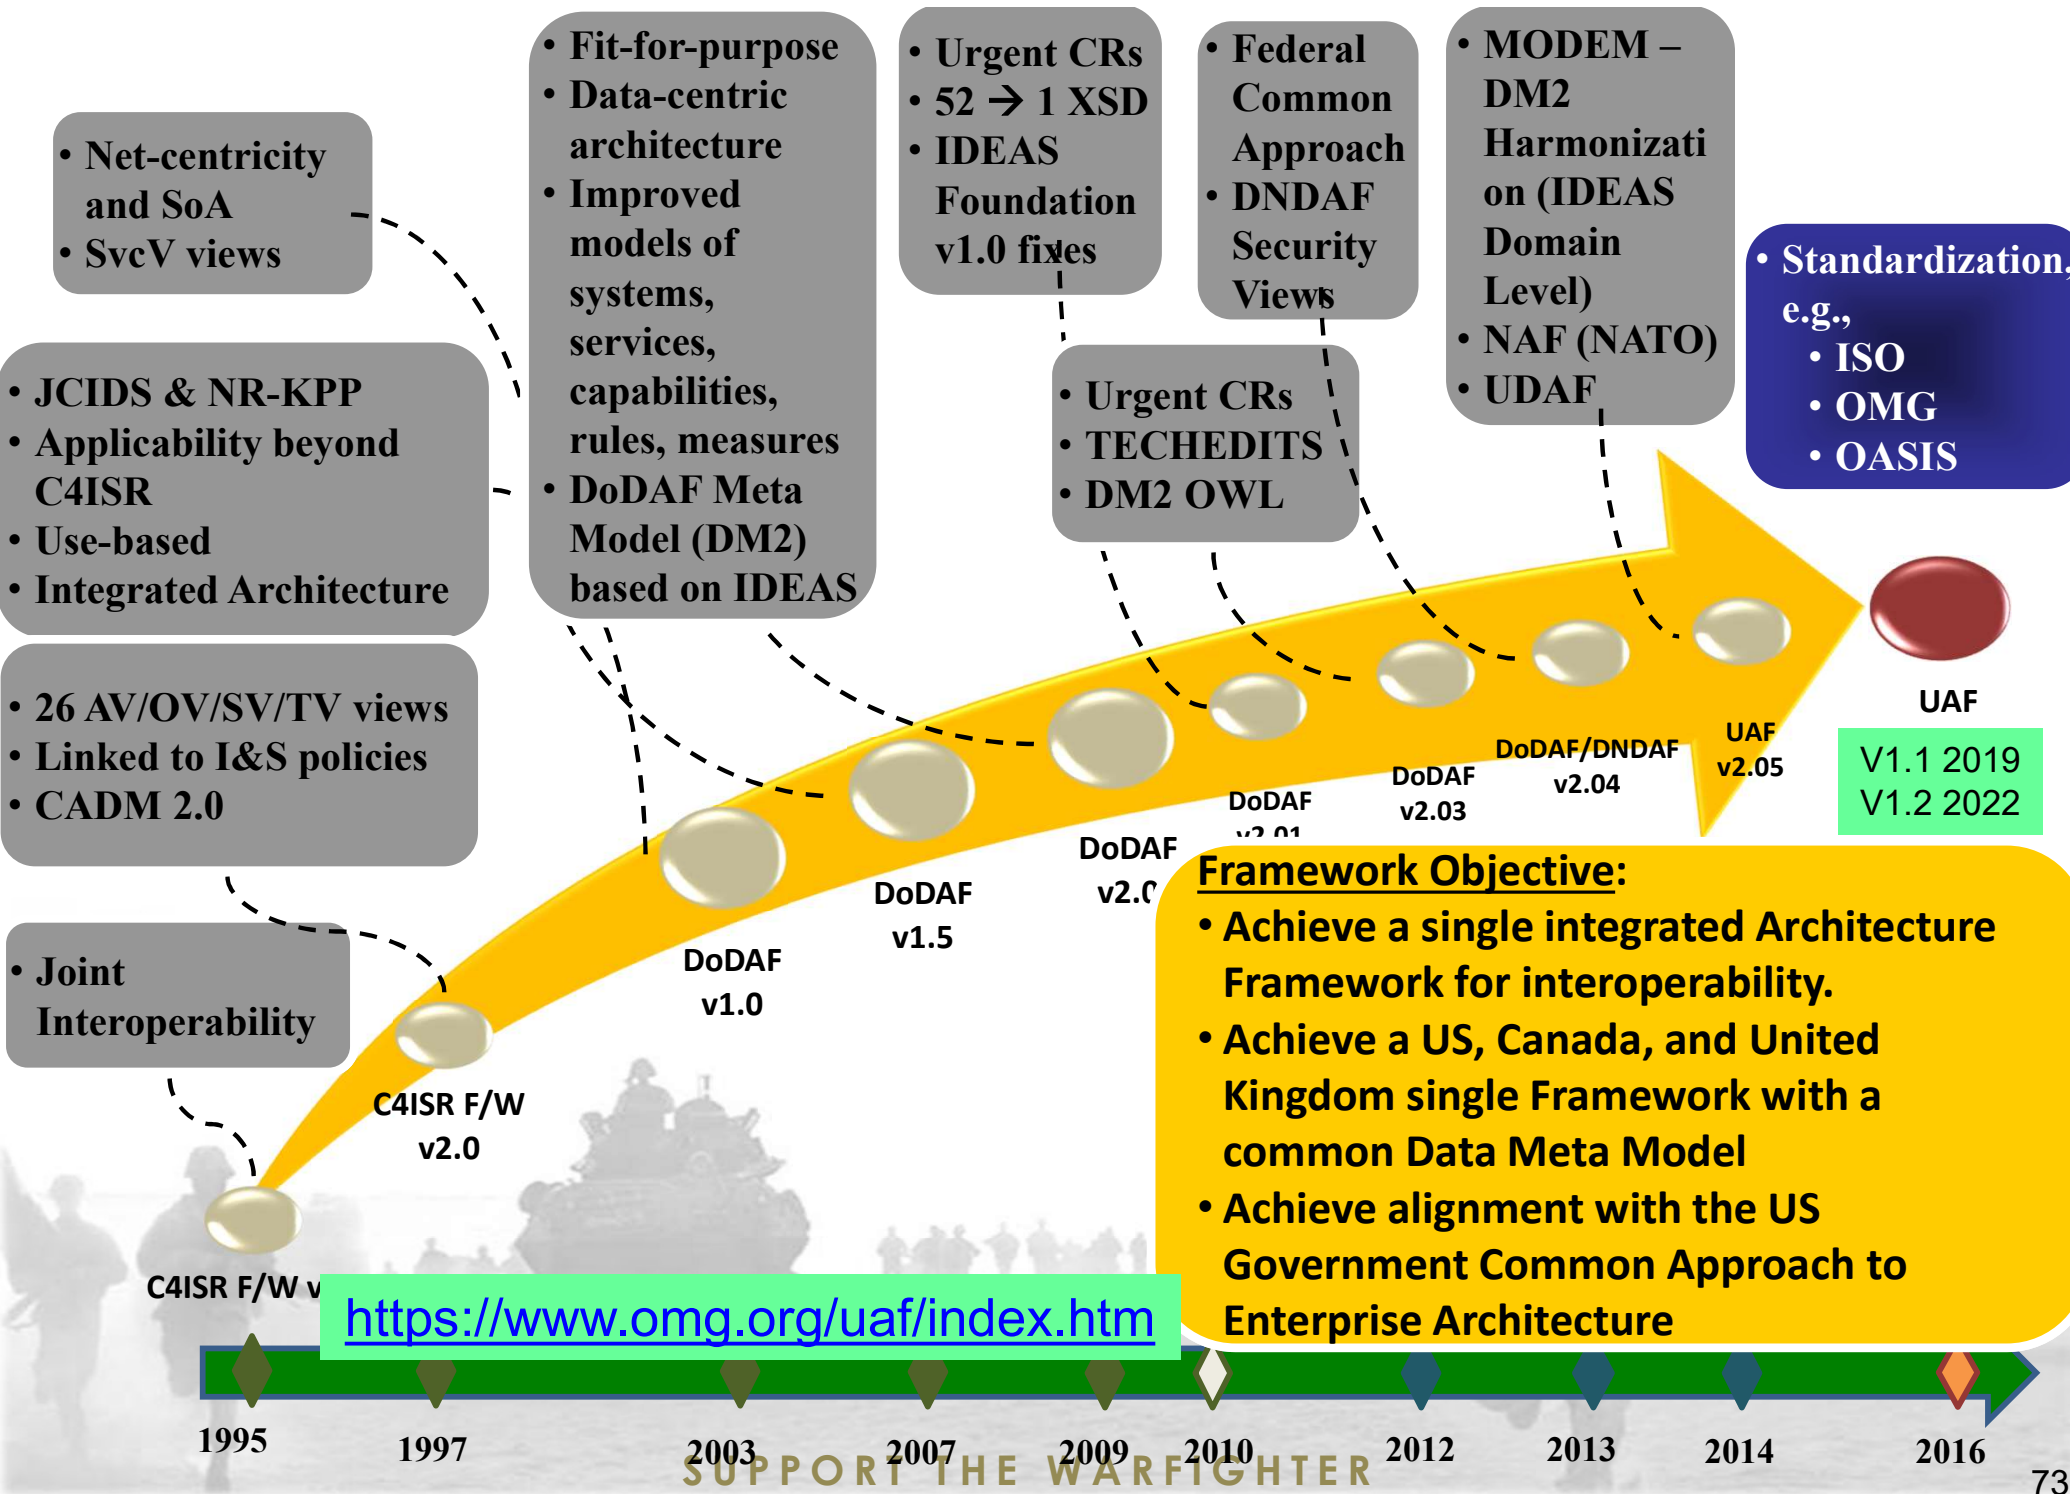 • Net-centricity
and SoA
• SvcV views
• JCIDS & NR-KPP
• Applicability beyond
C4ISR
• Use-based
• Integrated Architecture
• 26 AV/OV/SV/TV views
• Linked to I&S policies
• CADM 2.0
• Joint
Interoperability
• Fit-for-purpose
• Data-centric
architecture
• Improved
models of
systems,
services,
capabilities,
rules, measures
• DoDAF Meta
Model (DM2)
based on IDEAS
• Urgent CRs
• 52 → 1 XSD
• IDEAS
Foundation
v1.0 fixes
• Urgent CRs
• TECHEDITS
• DM2 OWL
• Federal
Common
Approach
• DNDAF
Security
Views
• MODEM –
DM2
Harmonizati
on (IDEAS
Domain
Level)
• NAF (NATO)
• UDAF
• Standardization,
e.g.,
• ISO
• OMG
• OASIS
C4ISR F/W
C4ISR F/W
v2.0
DoDAF
v1.0
DoDAF
v1.5
DoDAF
v2.0
DoDAF
v2.01
DoDAF
v2.03
DoDAF/DNDAF
v2.04
UAF
v2.05
UAF
V1.1 2019
V1.2 2022
Framework Objective:
• Achieve a single integrated Architecture
Framework for interoperability.
• Achieve a US, Canada, and United
Kingdom single Framework with a
common Data Meta Model
• Achieve alignment with the US
Government Common Approach to
Enterprise Architecture
https://www.omg.org/uaf/index.htm
1995
1997
2003
2007
2009
2010
2012
2013
2014
2016
SUPPORT THE WARFIGHTER
73